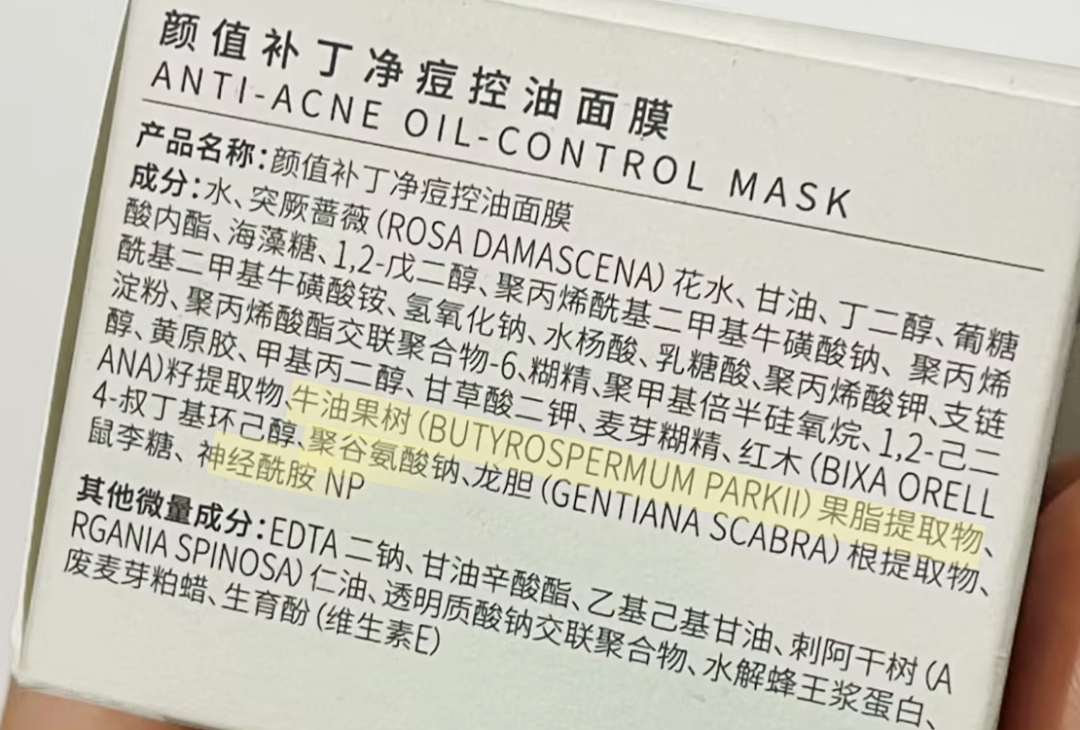 颜值补丁净痘控油面膜
ANTI-ACNE OIL-CONTROL MASK
产品名称:颜值补丁净痘控油面膜
成分:水、突厥蔷薇(ROSA DAMASCENA)花水、甘油、丁二醇、葡糖
酸内酯、海藻糖、1,2-戊二醇、聚丙烯酰基二甲基牛磺酸钠、聚丙烯
酰基二甲基牛磺酸铵、氢氧化钠、水杨酸、乳糖酸、聚丙烯酸钾、支链
淀粉、聚丙烯酸酯交联聚合物-6、糊精、聚甲基倍半硅氧烷、1,2-己二
醇、黄原胶、甲基丙二醇、甘草酸二钾、麦芽糊精、红木(BIXA ORELL
ANA)籽提取物、牛油果树(BUTYROSPERMUM PARKII)果脂提取物、
4-叔丁基环己醇、聚谷氨酸钠、龙胆(GENTIANA SCABRA)根提取物、
鼠李糖、神经酰胺 NP
其他微量成分:EDTA 二钠、甘油辛酸酯、乙基己基甘油、刺阿干树(A
RGANIA SPINOSA)仁油、透明质酸钠交联聚合物、水解蜂王浆蛋白、
废麦芽粕蜡、生育酚(维生素E)